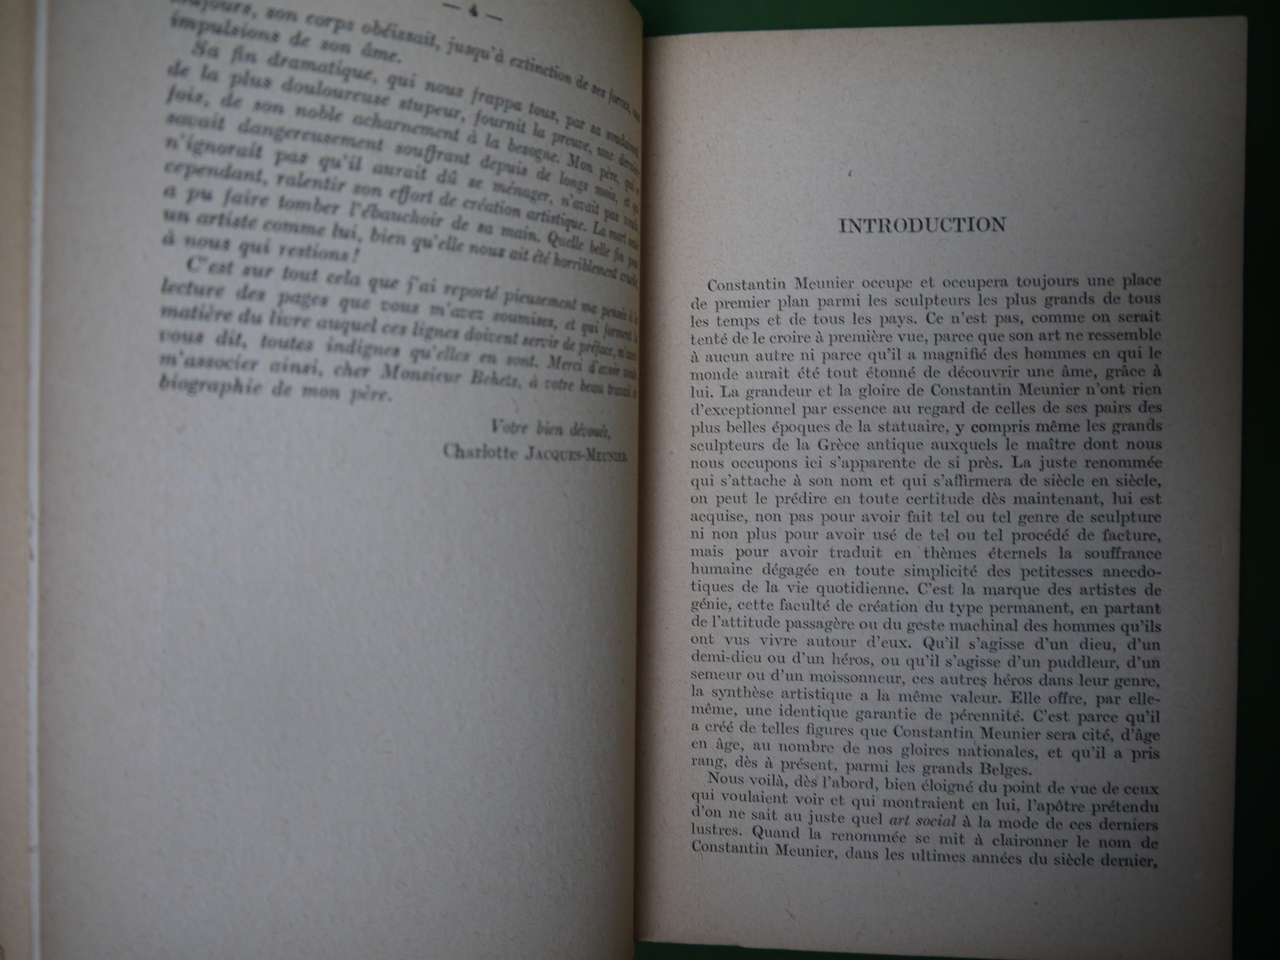 — 4 —
toujours, son corps obéissait, jusqu'à extinction de ses forces, aux
impulsions de son âme.
Sa fin dramatique, qui nous frappa tous, par sa soudaineté,
de la plus douloureuse stupeur, fournit la preuve, une dernière
fois, de son noble acharnement à la besogne. Mon père, qui se
savait dangereusement souffrant depuis de longs mois, et qui
n'ignorait pas qu'il aurait dû se ménager, n'avait pas voulu,
cependant, ralentir son effort de création artistique. La mort seule
a pu faire tomber l'ébauchoir de sa main. Quelle belle fin pour
un artiste comme lui, bien qu'elle nous ait été horriblement cruelle
à nous qui restions !
C'est sur tout cela que j'ai reporté pieusement ma pensée à la
lecture des pages que vous m'avez soumises, et qui forment la
matière du livre auquel ces lignes doivent servir de préface,
vous dit, toutes indignes qu'elles en sont. Merci d'avoir voulu
m'associer ainsi, cher Monsieur Behets, à votre beau travail de
biographie de mon père.
Votre bien dévouée,
Charlotte JACQUES-MEUNIER.
INTRODUCTION
Constantin Meunier occupe et occupera toujours une place
de premier plan parmi les sculpteurs les plus grands de tous
les temps et de tous les pays. Ce n'est pas, comme on serait
tenté de le croire à première vue, parce que son art ne ressemble
à aucun autre ni parce qu'il a magnifié des hommes en qui le
monde aurait été tout étonné de découvrir une âme, grâce à
lui. La grandeur et la gloire de Constantin Meunier n'ont rien
d'exceptionnel par essence au regard de celles de ses pairs des
plus belles époques de la statuaire, y compris même les grands
sculpteurs de la Grèce antique auxquels le maître dont nous
nous occupons ici s'apparente de si près. La juste renommée
qui s'attache à son nom et qui s'affirmera de siècle en siècle,
on peut le prédire en toute certitude dès maintenant, lui est
acquise, non pas pour avoir fait tel ou tel genre de sculpture
ni non plus pour avoir usé de tel ou tel procédé de facture,
mais pour avoir traduit en thèmes éternels la souffrance
humaine dégagée en toute simplicité des petitesses anecdo-
tiques de la vie quotidienne. C'est la marque des artistes de
génie, cette faculté de création du type permanent, en partant
de l'attitude passagère ou du geste machinal des hommes qu'ils
ont vus vivre autour d'eux. Qu'il s'agisse d'un dieu, d'un
demi-dieu ou d'un héros, ou qu'il s'agisse d'un puddleur, d'un
semeur ou d'un moissonneur, ces autres héros dans leur genre,
la synthèse artistique a la même valeur. Elle offre, par elle-
même, une identique garantie de pérennité. C'est parce qu'il
a créé de telles figures que Constantin Meunier sera cité, d'âge
en âge, au nombre de nos gloires nationales, et qu'il a pris
rang, dès à présent, parmi les grands Belges.
Nous voilà, dès l'abord, bien éloigné du point de vue de ceux
qui voulaient voir et qui montraient en lui, l'apôtre prétendu
d'on ne sait au juste quel art social à la mode de ces derniers
lustres. Quand la renommée se mit à claironner le nom de
Constantin Meunier, dans les ultimes années du siècle dernier,